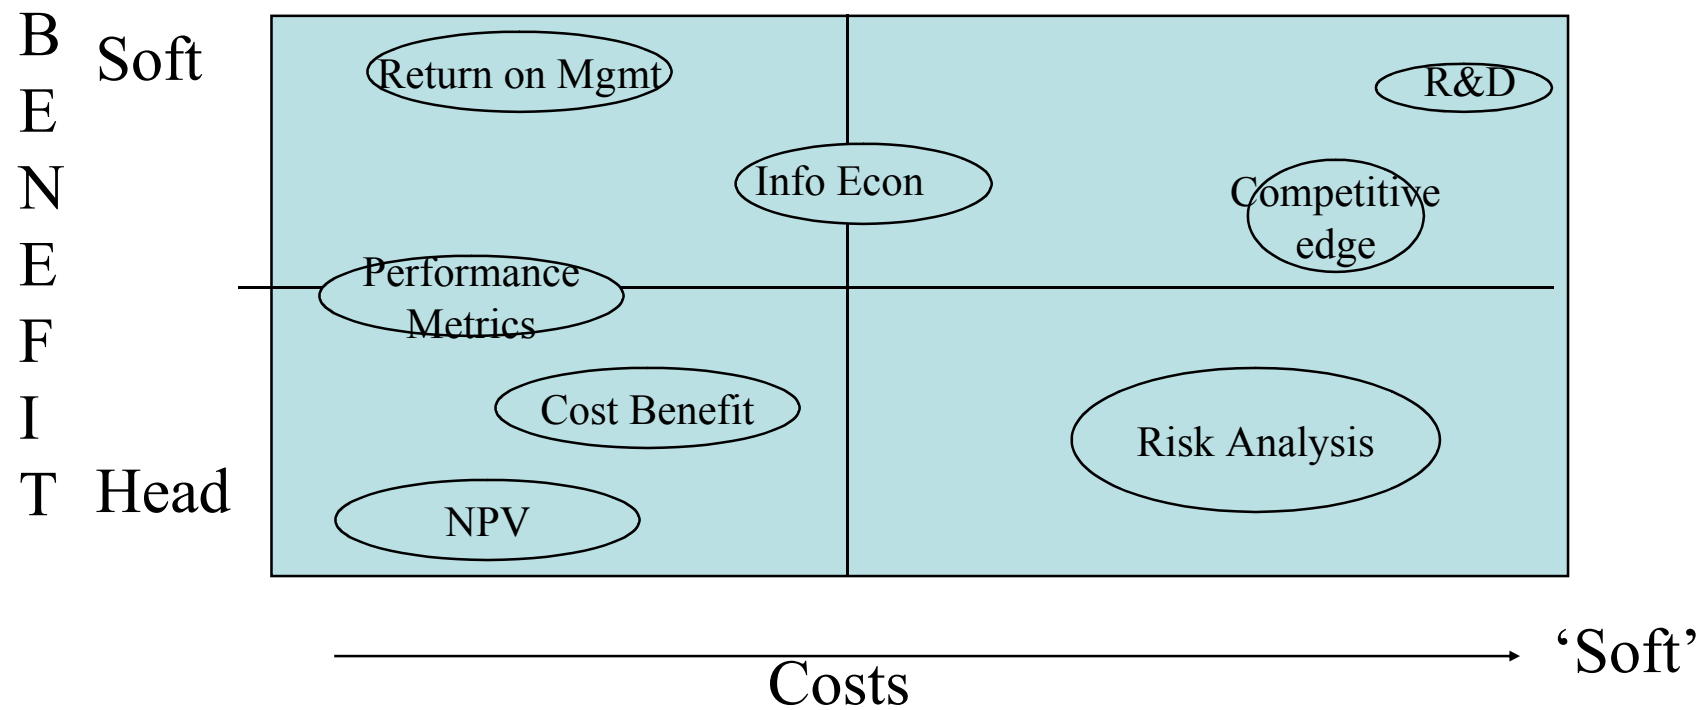 B
E
N
E
F
I
T
Soft
Return on Mgmt
R&D
Info Econ
Competitive
edge
Performance
Metrics
Cost Benefit
Risk Analysis
Head
NPV
Costs
‘Soft’